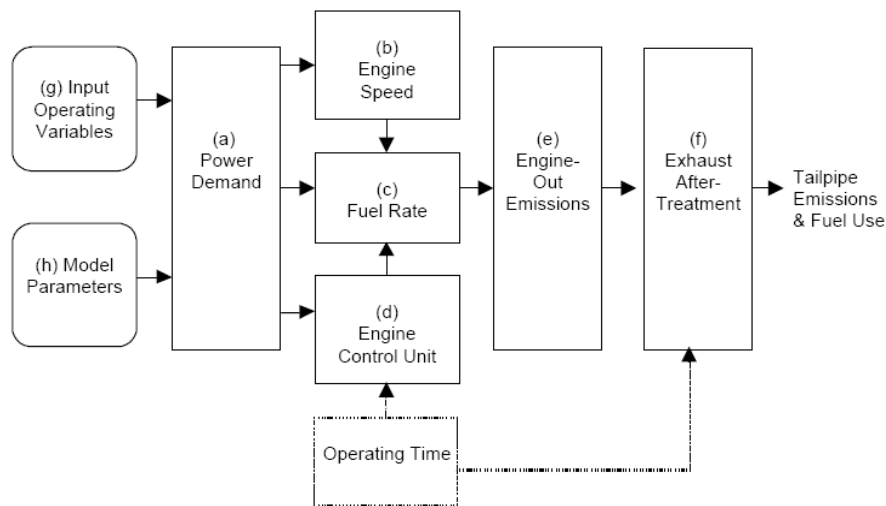 (g) Input
Operating
Variables
(h) Model
Parameters
(a)
Power
Demand
(b)
Engine
Speed
(c)
Fuel Rate
(d)
Engine
Control Unit
Operating Time
(e)
Engine-
Out
Emissions
(f)
Exhaust
After-
Treatment
Tailpipe
Emissions
& Fuel Use